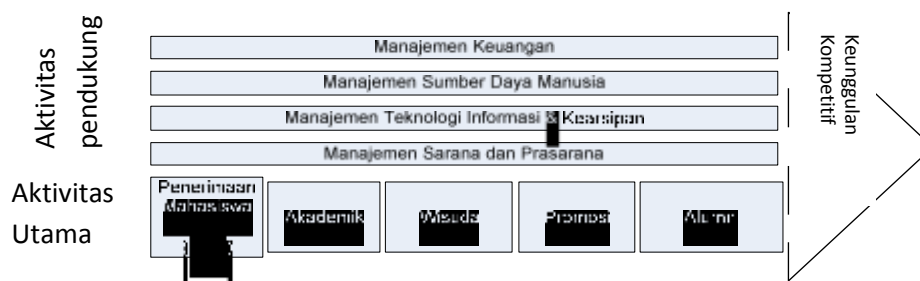 Aktivitas
pendukung
Manajemen Keuangan
Manajemen Sumber Daya Manusia
Manajemen Teknologi Informasi & Kearsipan
Manajemen Sarana dan Prasarana
Keunggulan
Kompetitif
Aktivitas
Utama
Penerimaan
Mahasiswa
Akademik
Wisuda
Promosi
Alumni